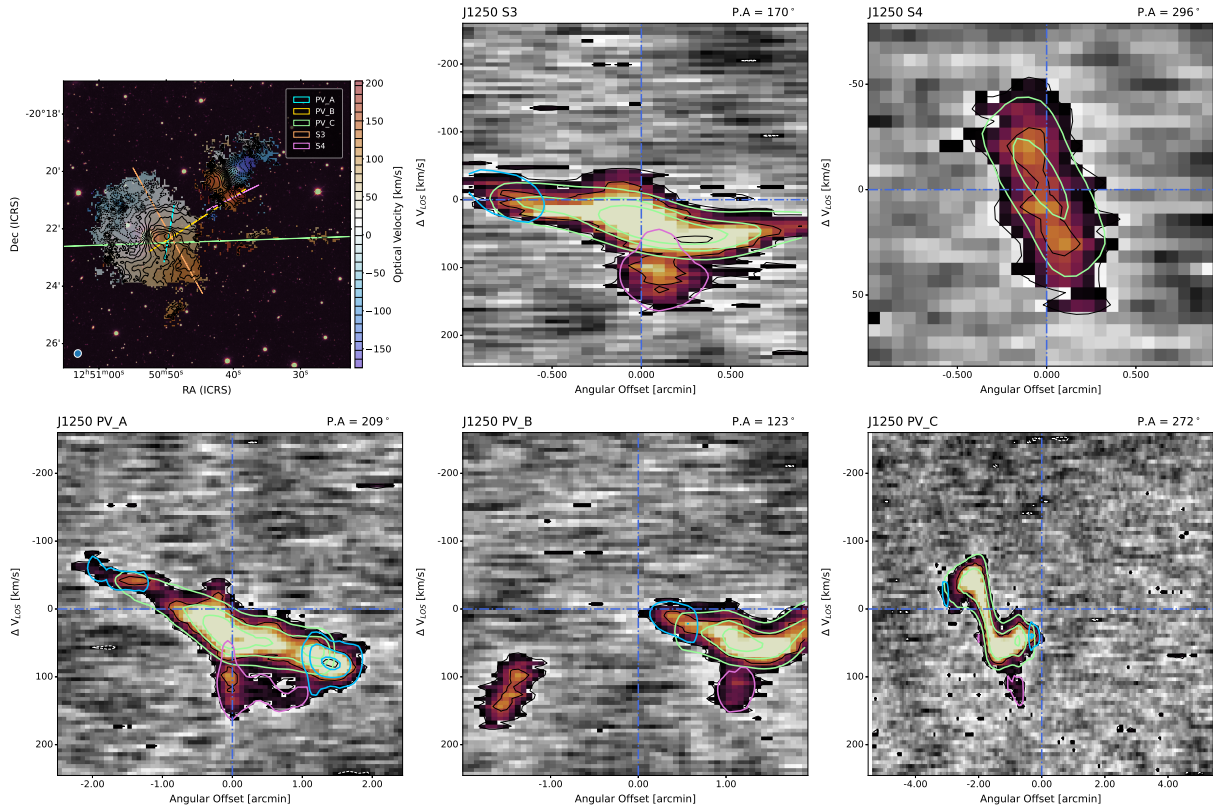 J1250 S3 P.A = 170°
J1250 S4 P.A = 296°
PV_A
PV_B
PV_C
S3
S4
-20°18'
20'
22'
24'
26'
Dec (ICRS)
12ʰ51ᵐ00ˢ 50ᵐ50ˢ 40ˢ 30ˢ
RA (ICRS)
200
150
100
50
0
−50
−100
−150
Optical Velocity [km/s]
-200
-100
0
100
200
Δ V_LOS [km/s]
-0.500 0.000 0.500
Angular Offset [arcmin]
-50
0
50
Δ V_LOS [km/s]
-0.500 0.000 0.500
Angular Offset [arcmin]
J1250 PV_A P.A = 209°
J1250 PV_B P.A = 123°
J1250 PV_C P.A = 272°
-200
-100
0
100
200
Δ V_LOS [km/s]
-2.00 -1.00 0.00 1.00 2.00
Angular Offset [arcmin]
-200
-100
0
100
200
Δ V_LOS [km/s]
-1.00 0.00 1.00
Angular Offset [arcmin]
-200
-100
0
100
200
Δ V_LOS [km/s]
-4.00 -2.00 0.00 2.00 4.00
Angular Offset [arcmin]